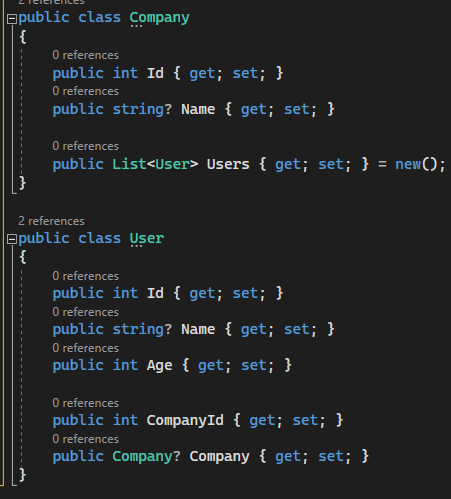 2 references
public class Company
{
0 references
public int Id { get; set; }
0 references
public string? Name { get; set; }
0 references
public List<User> Users { get; set; } = new();
}
2 references
public class User
{
0 references
public int Id { get; set; }
0 references
public string? Name { get; set; }
0 references
public int Age { get; set; }
0 references
public int CompanyId { get; set; }
0 references
public Company? Company { get; set; }
}